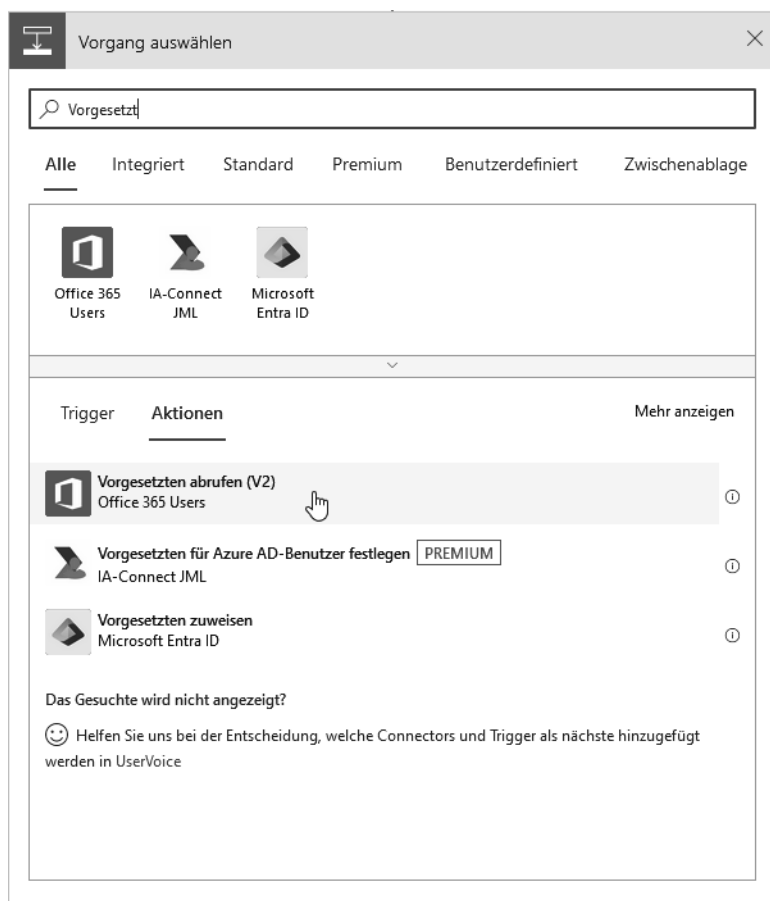 Vorgang auswählen
Vorgesetzt
Alle Integriert Standard Premium Benutzerdefiniert Zwischenablage
Office 365 Users
IA-Connect JML
Microsoft Entra ID
Trigger Aktionen Mehr anzeigen
Vorgesetzten abrufen (V2)
Office 365 Users
Vorgesetzten für Azure AD-Benutzer festlegen PREMIUM
IA-Connect JML
Vorgesetzten zuweisen
Microsoft Entra ID
Das Gesuchte wird nicht angezeigt?
Helfen Sie uns bei der Entscheidung, welche Connectors und Trigger als nächste hinzugefügt
werden in UserVoice